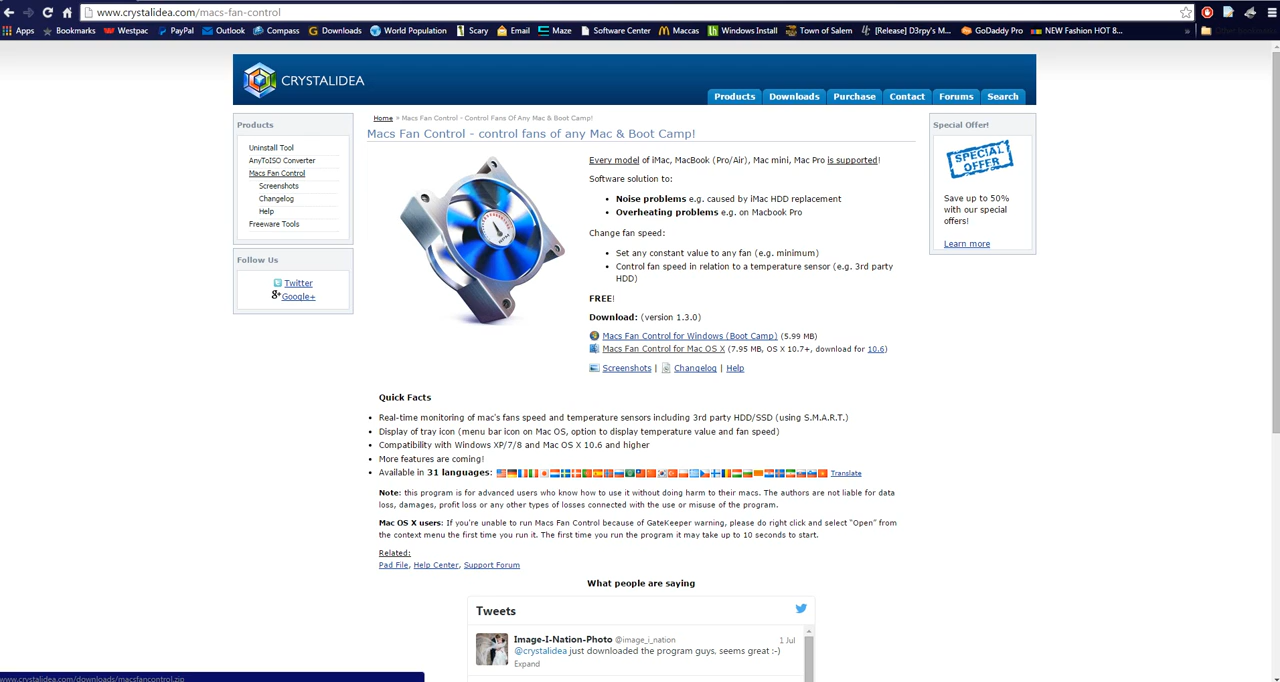 www.crystalidea.com/macs-fan-control
Apps Bookmarks Westpac PayPal Outlook Compass Downloads World Population Scary Email Maze Software Center Maccas Windows Install Town of Salem [Release] D3rpy's M... GoDaddy Pro NEW Fashion HOT 8... »
CRYSTALIDEA
Products Downloads Purchase Contact Forums Search
Products
Uninstall Tool
AnyToISO Converter
Macs Fan Control
Screenshots
Changelog
Help
Freeware Tools
Follow Us
Twitter
Google+
Home » Macs Fan Control - Control Fans Of Any Mac & Boot Camp!
Macs Fan Control - control fans of any Mac & Boot Camp!
Every model of iMac, MacBook (Pro/Air), Mac mini, Mac Pro is supported!
Software solution to:
• Noise problems e.g. caused by iMac HDD replacement
• Overheating problems e.g. on Macbook Pro
Change fan speed:
• Set any constant value to any fan (e.g. minimum)
• Control fan speed in relation to a temperature sensor (e.g. 3rd party
HDD)
FREE!
Download: (version 1.3.0)
Macs Fan Control for Windows (Boot Camp) (5.99 MB)
Macs Fan Control for Mac OS X (7.95 MB, OS X 10.7+, download for 10.6)
Screenshots | Changelog | Help
Special Offer!
SPECIAL
OFFER
Save up to 50%
with our special
offers!
Learn more
Quick Facts
• Real-time monitoring of mac's fans speed and temperature sensors including 3rd party HDD/SSD (using S.M.A.R.T.)
• Display of tray icon (menu bar icon on Mac OS, option to display temperature value and fan speed)
• Compatibility with Windows XP/7/8 and Mac OS X 10.6 and higher
• More features are coming!
• Available in 31 languages: Translate
Note: this program is for advanced users who know how to use it without doing harm to their macs. The authors are not liable for data
loss, damages, profit loss or any other types of losses connected with the use or misuse of the program.
Mac OS X users: If you're unable to run Macs Fan Control because of GateKeeper warning, please do right click and select "Open" from
the context menu the first time you run it. The first time you run the program it may take up to 10 seconds to start.
Related:
Pad File, Help Center, Support Forum
What people are saying
Tweets
Image-I-Nation-Photo @image_i_nation 1 Jul
@crystalidea just downloaded the program guys, seems great :-)
Expand
www.crystalidea.com/downloads/macsfancontrol.zip